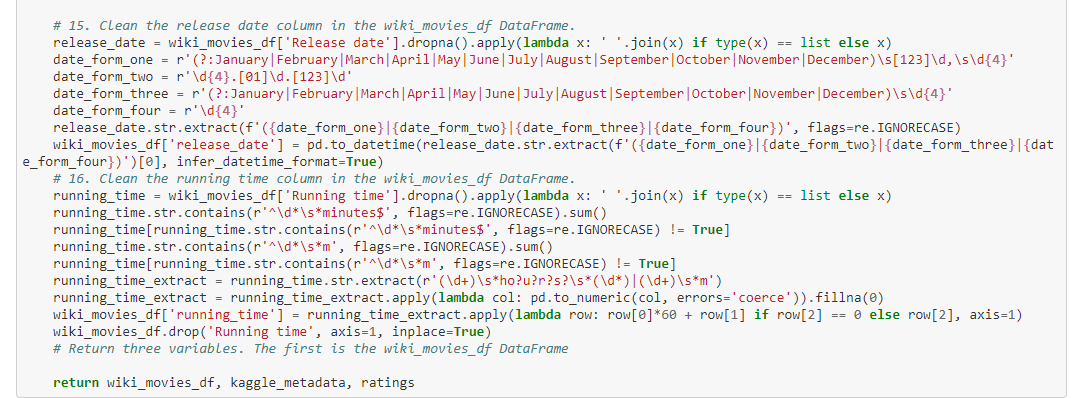 # 15. Clean the release date column in the wiki_movies_df DataFrame.
release_date = wiki_movies_df['Release date'].dropna().apply(lambda x: ' '.join(x) if type(x) == list else x)
date_form_one = r'(?:January|February|March|April|May|June|July|August|September|October|November|December)\s[123]\d,\s\d{4}'
date_form_two = r'\d{4}.[01]\d.[123]\d'
date_form_three = r'(?:January|February|March|April|May|June|July|August|September|October|November|December)\s\d{4}'
date_form_four = r'\d{4}'
release_date.str.extract(f'({date_form_one}|{date_form_two}|{date_form_three}|{date_form_four})', flags=re.IGNORECASE)
wiki_movies_df['release_date'] = pd.to_datetime(release_date.str.extract(f'({date_form_one}|{date_form_two}|{date_form_three}|{dat
e_form_four})')[0], infer_datetime_format=True)
# 16. Clean the running time column in the wiki_movies_df DataFrame.
running_time = wiki_movies_df['Running time'].dropna().apply(lambda x: ' '.join(x) if type(x) == list else x)
running_time.str.contains(r'^\d*\s*minutes$', flags=re.IGNORECASE).sum()
running_time[running_time.str.contains(r'^\d*\s*minutes$', flags=re.IGNORECASE) != True]
running_time.str.contains(r'^\d*\s*m', flags=re.IGNORECASE).sum()
running_time[running_time.str.contains(r'^\d*\s*m', flags=re.IGNORECASE) != True]
running_time_extract = running_time.str.extract(r'(\d+)\s*ho?u?r?s?\s*(\d*)|(\d+)\s*m')
running_time_extract = running_time_extract.apply(lambda col: pd.to_numeric(col, errors='coerce')).fillna(0)
wiki_movies_df['running_time'] = running_time_extract.apply(lambda row: row[0]*60 + row[1] if row[2] == 0 else row[2], axis=1)
wiki_movies_df.drop('Running time', axis=1, inplace=True)
# Return three variables. The first is the wiki_movies_df DataFrame
return wiki_movies_df, kaggle_metadata, ratings